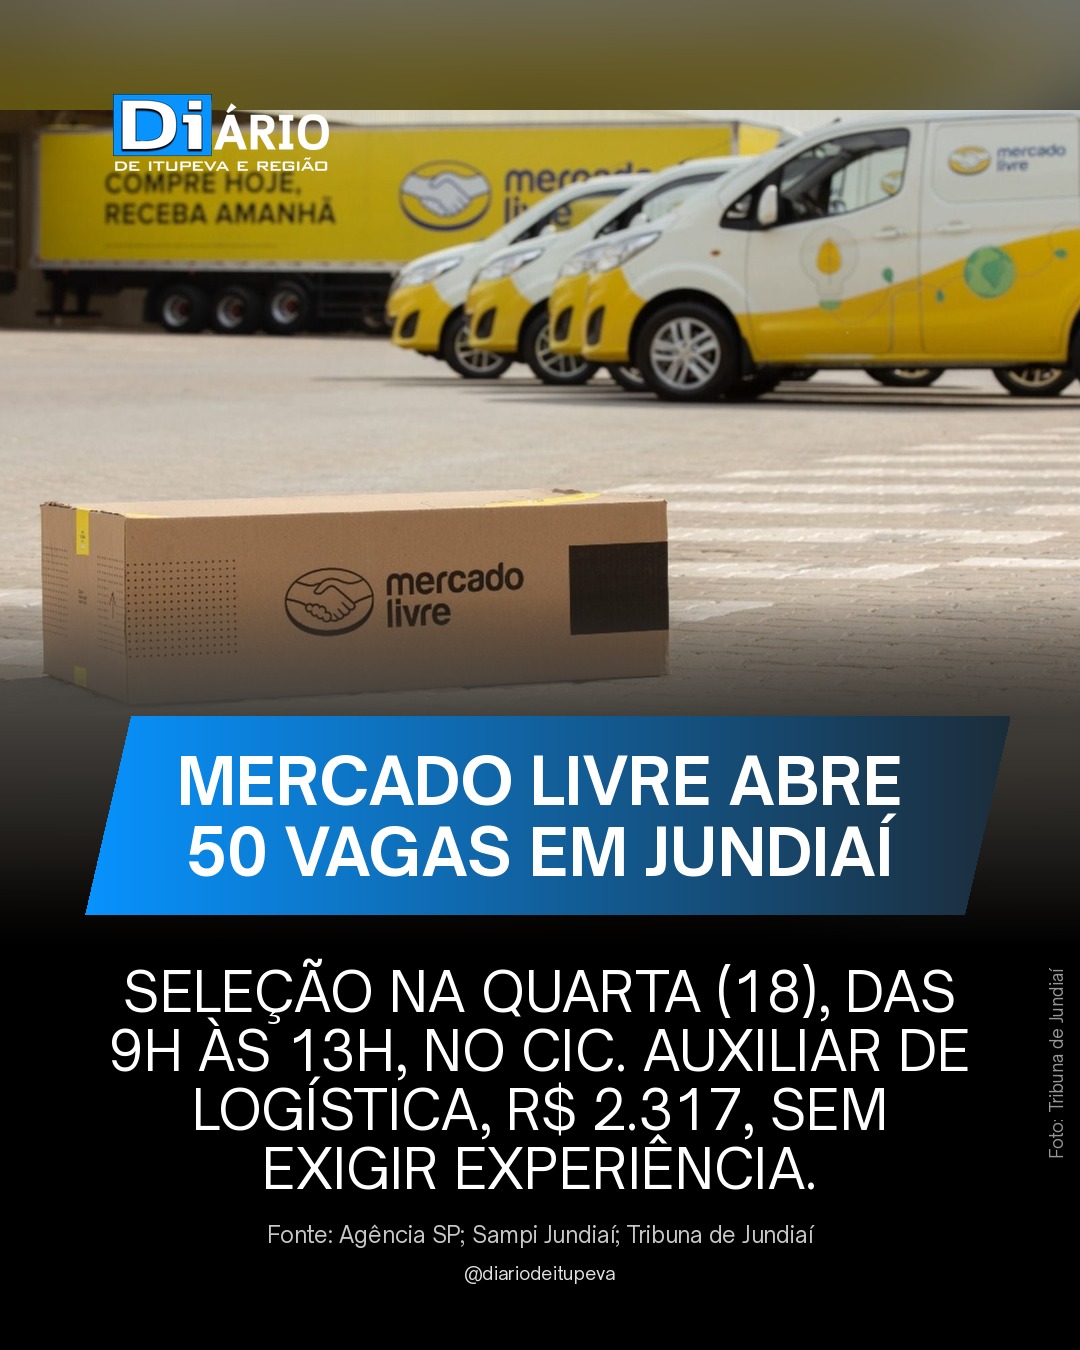 DiÁRIO
DE ITUPEVA E REGIÃO
COMPRE HOJE,
RECEBA AMANHÃ
mercado
livre
mercado
livre
mercado
livre
MERCADO LIVRE ABRE
50 VAGAS EM JUNDIAÍ
SELEÇÃO NA QUARTA (18), DAS
9H ÀS 13H, NO CIC. AUXILIAR DE
LOGÍSTICA, R$ 2.317, SEM
EXIGIR EXPERIÊNCIA.
Foto: Tribuna de Jundiaí
Fonte: Agência SP; Sampi Jundiaí; Tribuna de Jundiaí
@diariodeitupeva